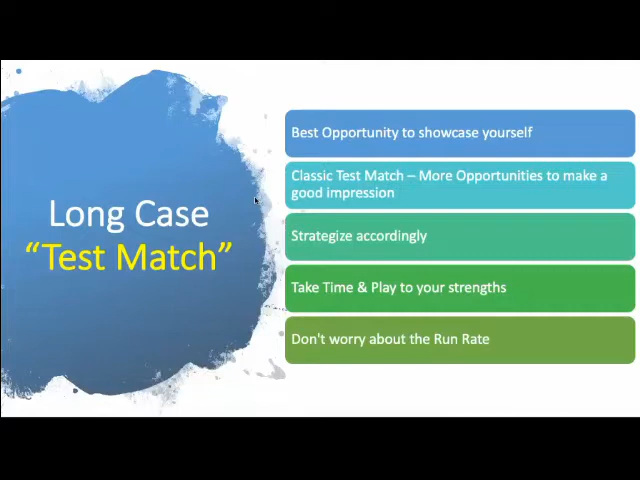 Long Case
“Test Match”
Best Opportunity to showcase yourself
Classic Test Match – More Opportunities to make a
good impression
Strategize accordingly
Take Time & Play to your strengths
Don't worry about the Run Rate